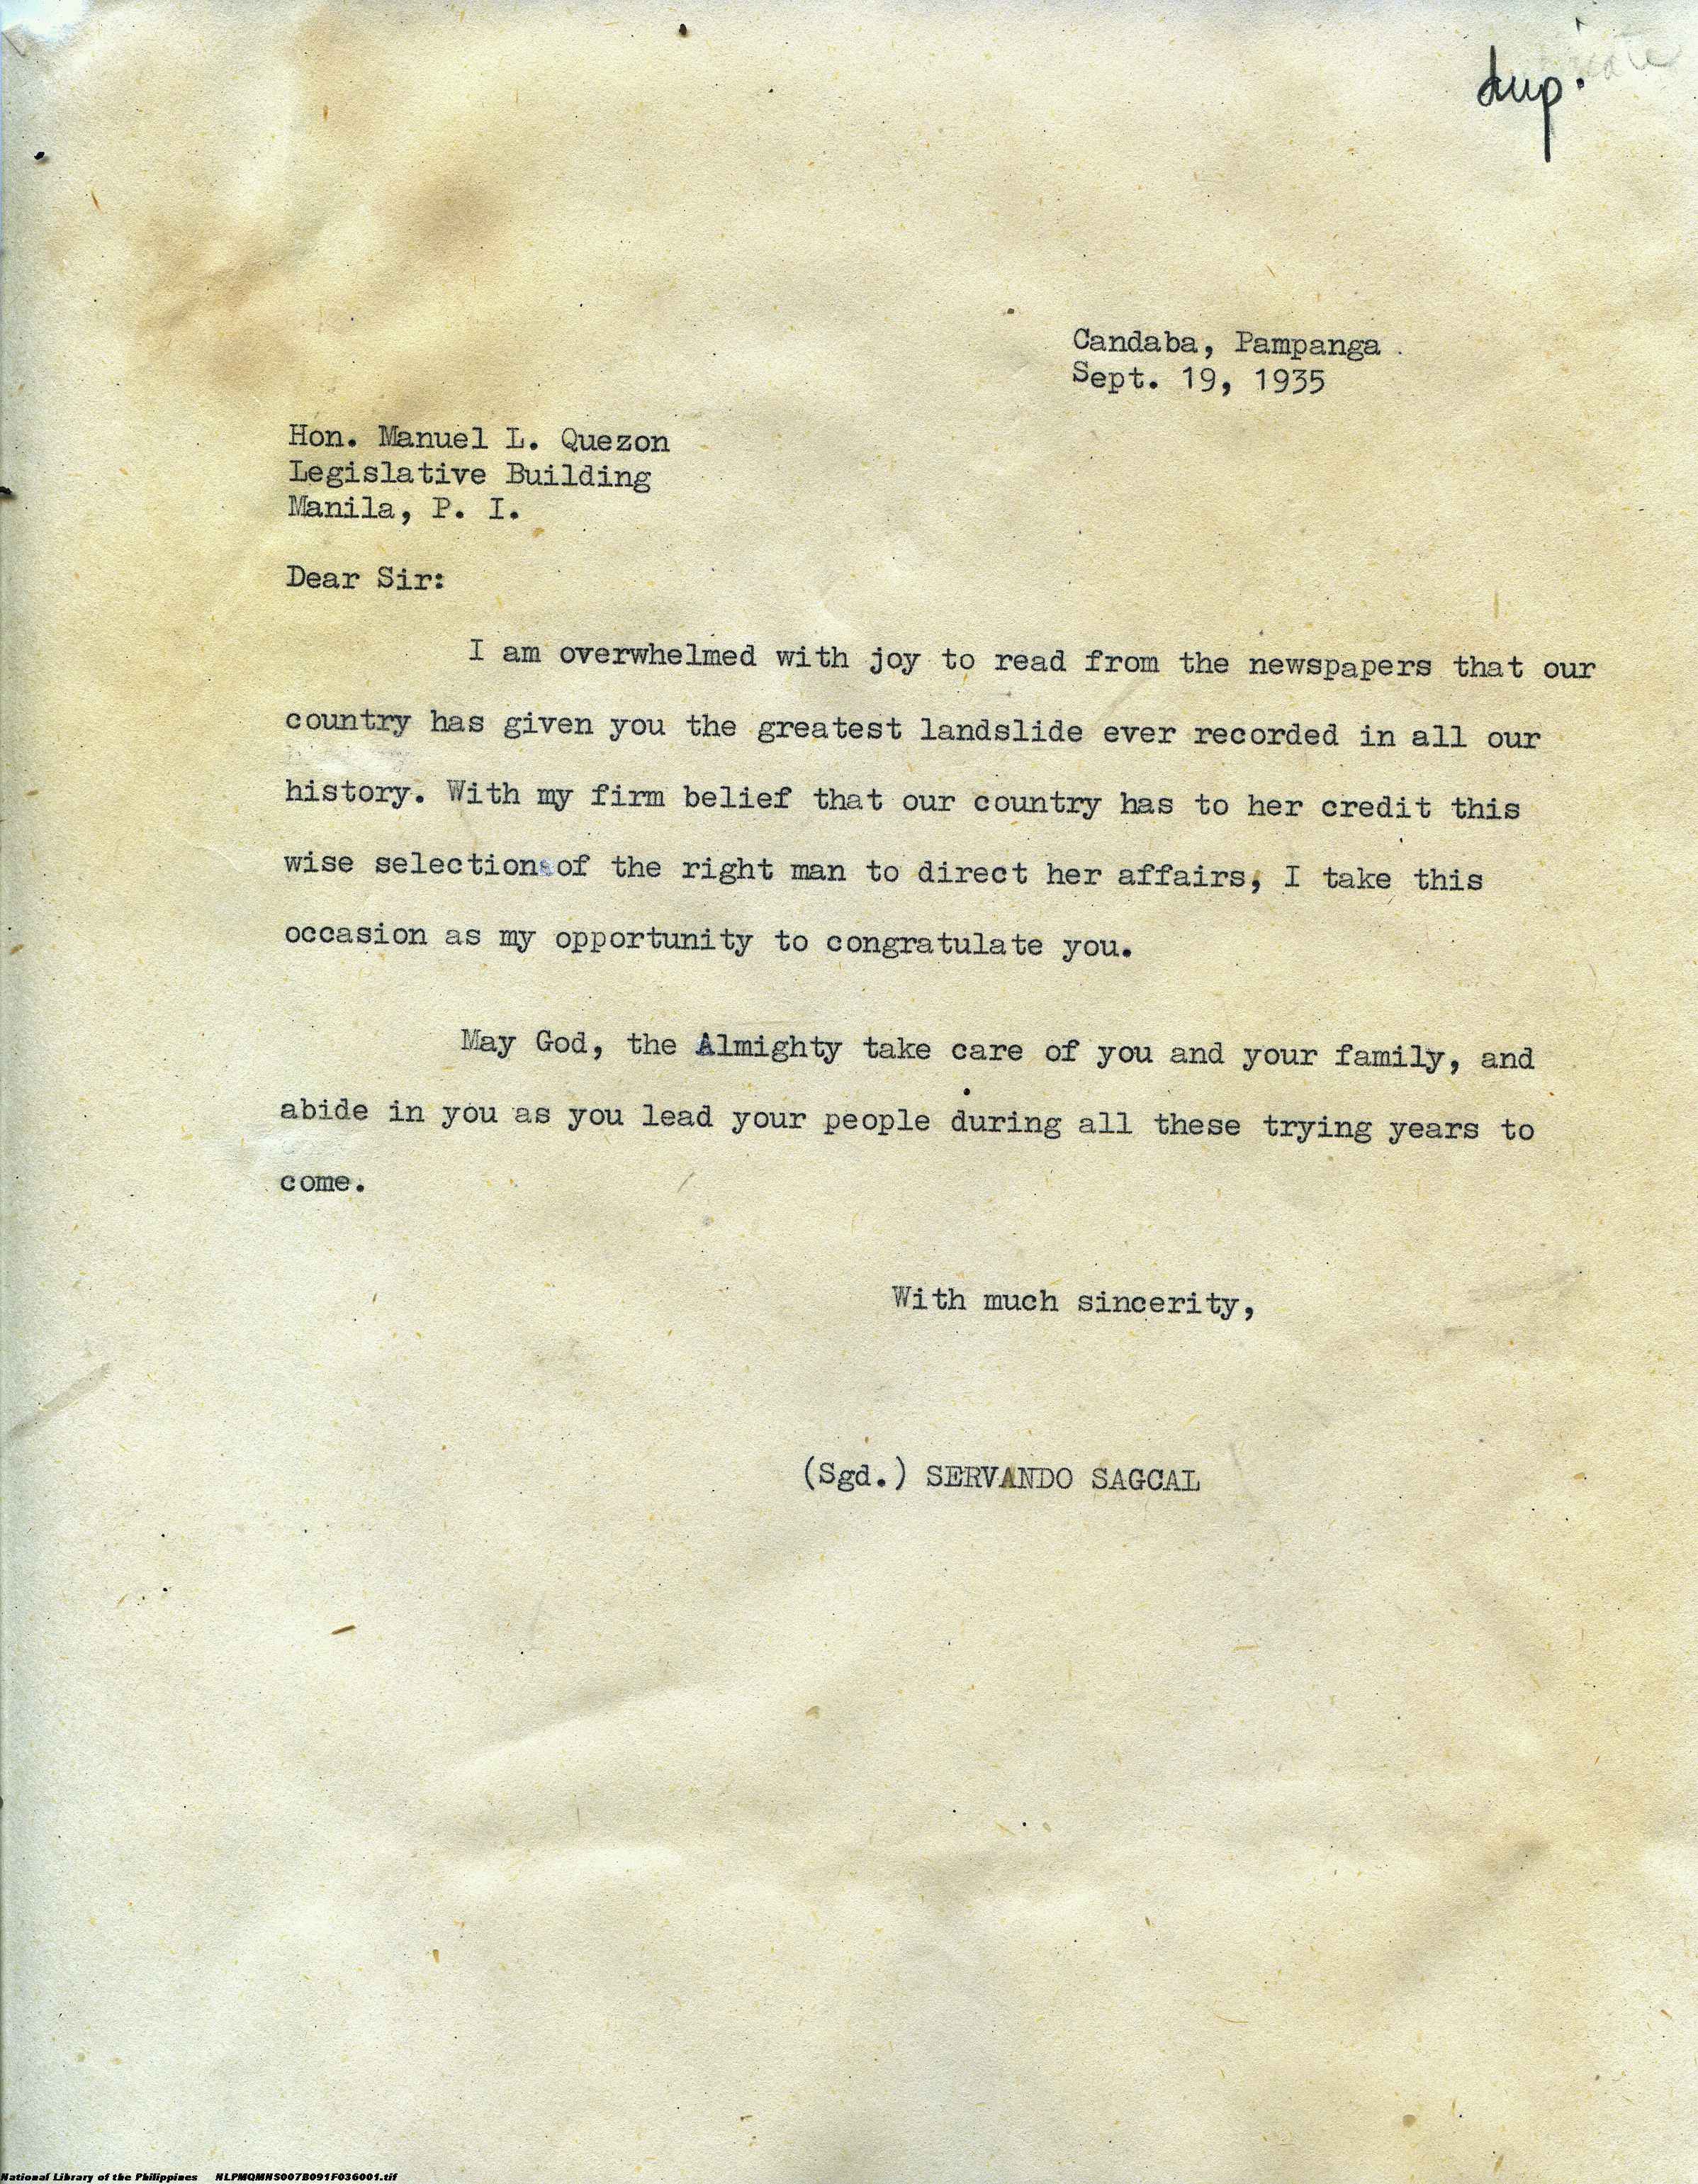 dup.
Candaba, Pampanga
Sept. 19, 1935
Hon. Manuel L. Quezon
Legislative Building
Manila, P. I.
Dear Sir:
I am overwhelmed with joy to read from the newspapers that our
country has given you the greatest landslide ever recorded in all our
history. With my firm belief that our country has to her credit this
wise selection of the right man to direct her affairs, I take this
occasion as my opportunity to congratulate you.
May God, the Almighty take care of you and your family, and
abide in you as you lead your people during all these trying years to
come.
With much sincerity,
(Sgd.) SERVANDO SAGCAL
National Library of the Philippines NLPMQMNS007B091F036001.tif